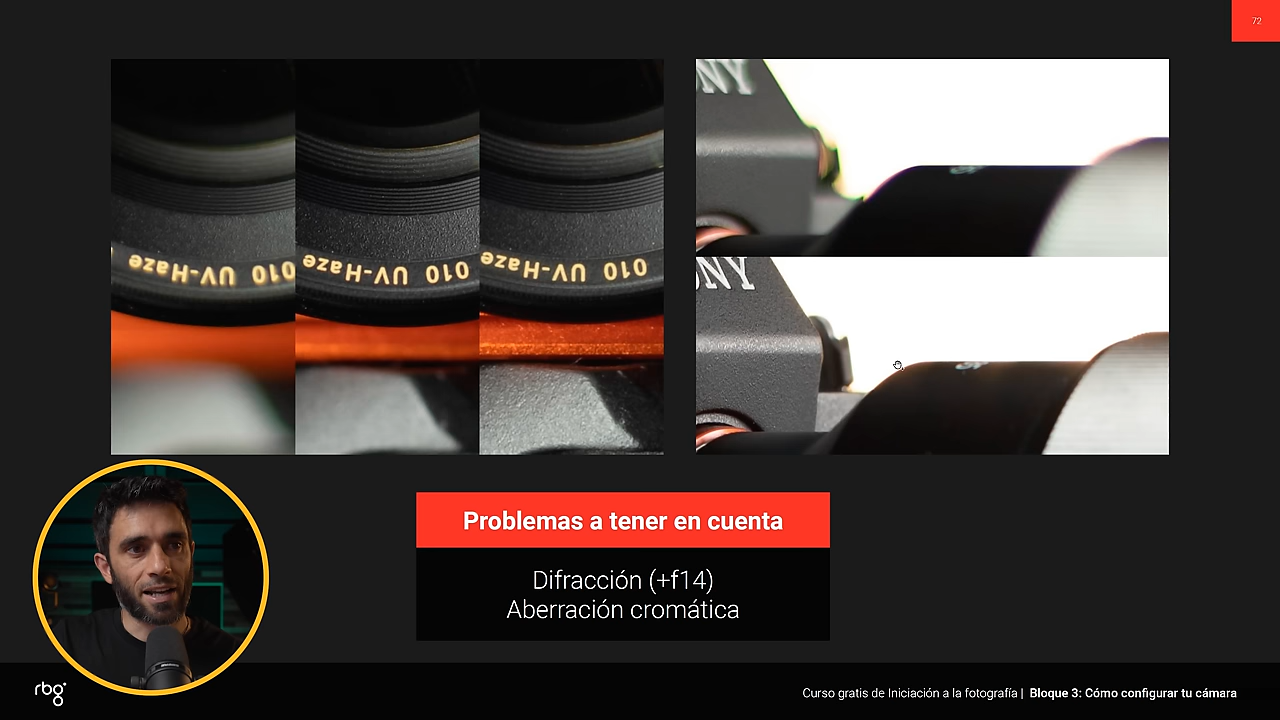 72
010 UV-Haze
010 UV-Haze
010 UV-Haze
NY
NY
Problemas a tener en cuenta
Difracción (+f14)
Aberración cromática
rbg
Curso gratis de Iniciación a la fotografía | Bloque 3: Cómo configurar tu cámara